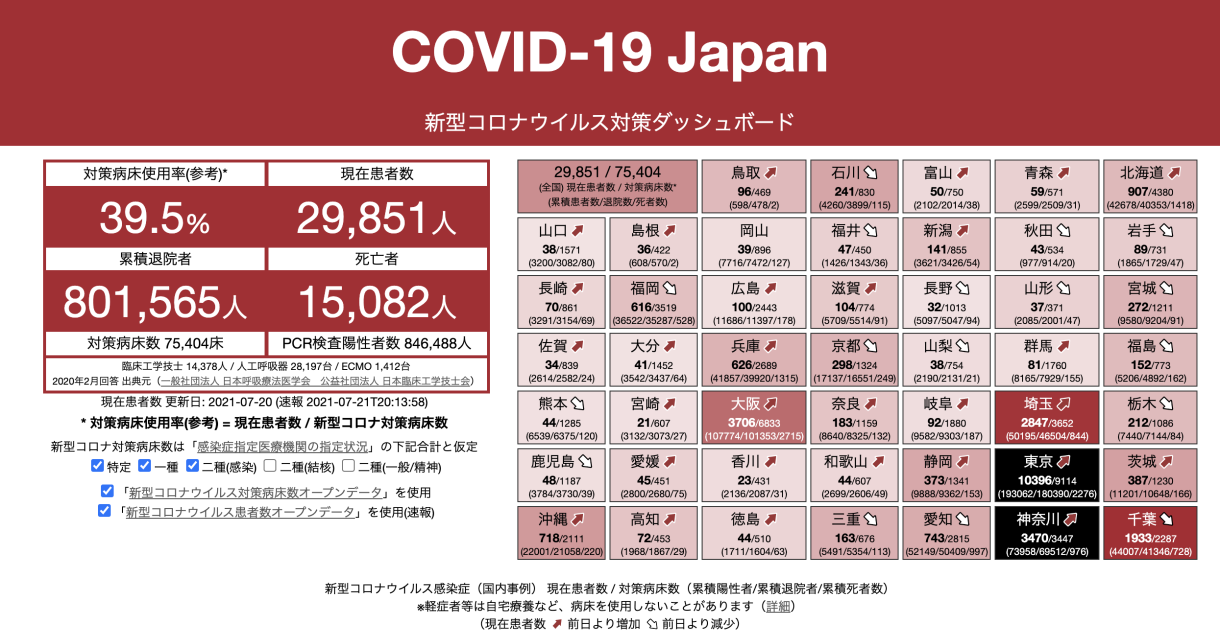 COVID-19 Japan
新型コロナウイルス対策ダッシュボード
対策病床使用率(参考)*
現在患者数
39.5%
29,851人
累積退院者
死亡者
801,565人
15,082人
対策病床数 75,404床
PCR検査陽性者数 846,488人
臨床工学技士 14,378人 / 人工呼吸器 28,197台 / ECMO 1,412台
2020年2月回答 出典元（一般社団法人 日本呼吸療法医学会　公益社団法人 日本臨床工学技士会）
現在患者数 更新日: 2021-07-20 (速報 2021-07-21T20:13:58)
* 対策病床使用率(参考) = 現在患者数 / 新型コロナ対策病床数
新型コロナ対策病床数は「感染症指定医療機関の指定状況」の下記合計と仮定
特定 一種 二種(感染) 二種(結核) 二種(一般/精神)
「新型コロナウイルス対策病床数オープンデータ」を使用
「新型コロナウイルス患者数オープンデータ」を使用(速報)
29,851 / 75,404
(全国) 現在患者数 / 対策病床数*
(累積患者数/退院数/死者数)
鳥取
96/469
(598/478/2)
石川
241/830
(4260/3899/115)
富山
50/750
(2102/2014/38)
青森
59/571
(2599/2509/31)
北海道
907/4380
(42678/40353/1418)
山口
38/1571
(3200/3082/80)
島根
36/422
(608/570/2)
岡山
39/896
(7716/7472/127)
福井
47/450
(1426/1343/36)
新潟
141/855
(3621/3426/54)
秋田
43/534
(977/914/20)
岩手
89/731
(1865/1729/47)
長崎
70/861
(3291/3154/69)
福岡
616/3519
(36522/35287/528)
広島
100/2443
(11686/11397/178)
滋賀
104/774
(5709/5514/91)
長野
32/1013
(5097/5047/94)
山形
37/371
(2085/2001/47)
宮城
272/1211
(9580/9204/91)
佐賀
34/839
(2614/2582/24)
大分
41/1452
(3542/3437/64)
兵庫
626/2689
(41857/39920/1315)
京都
298/1324
(17137/16551/249)
山梨
38/754
(2190/2131/21)
群馬
81/1760
(8165/7929/155)
福島
152/773
(5206/4892/162)
熊本
44/1285
(6539/6375/120)
宮崎
21/607
(3132/3073/27)
大阪
3706/6833
(107774/101353/2715)
奈良
183/1159
(8640/8325/132)
岐阜
92/1880
(9582/9303/187)
埼玉
2847/3652
(50195/46504/844)
栃木
212/1086
(7440/7144/84)
鹿児島
48/1187
(3784/3730/39)
愛媛
45/451
(2800/2680/75)
香川
23/431
(2136/2087/31)
和歌山
44/607
(2699/2606/49)
静岡
373/1341
(9888/9362/153)
東京
10396/9114
(193062/180390/2276)
茨城
387/1230
(11201/10648/166)
沖縄
718/2111
(22001/21058/220)
高知
72/453
(1968/1867/29)
徳島
44/510
(1711/1604/63)
三重
163/676
(5491/5354/113)
愛知
743/2815
(52149/50409/997)
神奈川
3470/3447
(73958/69512/976)
千葉
1933/2287
(44007/41346/728)
新型コロナウイルス感染症（国内事例） 現在患者数 / 対策病床数（累積陽性者/累積退院者/累積死者数）
※軽症者等は自宅療養など、病床を使用しないことがあります（詳細）
（現在患者数 前日より増加 前日より減少）